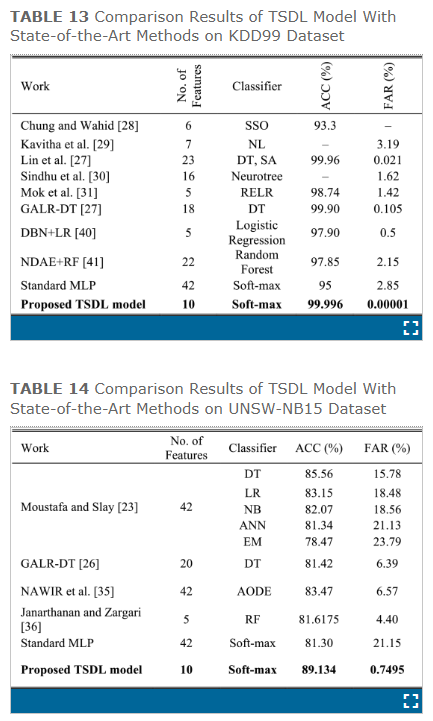 TABLE 13 Comparison Results of TSDL Model With
State-of-the-Art Methods on KDD99 Dataset
Work No. of Features Classifier ACC (%) FAR (%)
Chung and Wahid [28] 6 SSO 93.3 –
Kavitha et al. [29] 7 NL – 3.19
Lin et al. [27] 23 DT, SA 99.96 0.021
Sindhu et al. [30] 16 Neurotree – 1.62
Mok et al. [31] 5 RELR 98.74 1.42
GALR-DT [27] 18 DT 99.90 0.105
DBN+LR [40] 5 Logistic Regression 97.90 0.5
NDAE+RF [41] 22 Random Forest 97.85 2.15
Standard MLP 42 Soft-max 95 2.85
Proposed TSDL model 10 Soft-max 99.996 0.00001
TABLE 14 Comparison Results of TSDL Model With
State-of-the-Art Methods on UNSW-NB15 Dataset
Work No. of Features Classifier ACC (%) FAR (%)
DT 85.56 15.78
LR 83.15 18.48
Moustafa and Slay [23] 42 NB 82.07 18.56
ANN 81.34 21.13
EM 78.47 23.79
GALR-DT [26] 20 DT 81.42 6.39
NAWIR et al. [35] 42 AODE 83.47 6.57
Janarthanan and Zargari [36] 5 RF 81.6175 4.40
Standard MLP 42 Soft-max 81.30 21.15
Proposed TSDL model 10 Soft-max 89.134 0.7495